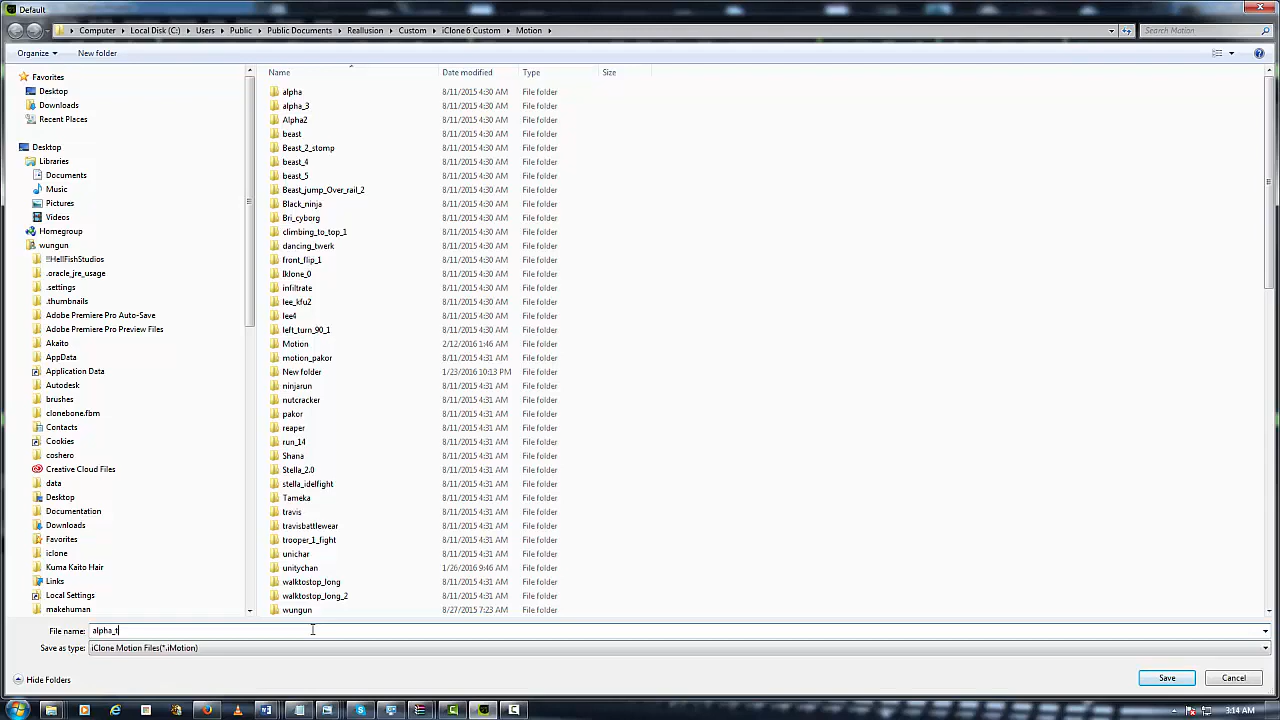 Default
Computer ▸ Local Disk (C:) ▸ Users ▸ Public ▸ Public Documents ▸ Reallusion ▸ Custom ▸ iClone 6 Custom ▸ Motion ▸
Search Motion
Organize ▾ New folder
Favorites
Desktop
Downloads
Recent Places
Desktop
Libraries
Documents
Music
Pictures
Videos
Homegroup
wungun
!!HellFishStudios
.oracle_jre_usage
.settings
.thumbnails
Adobe Premiere Pro Auto-Save
Adobe Premiere Pro Preview Files
Akaito
AppData
Application Data
Autodesk
brushes
clonebone.fbm
Contacts
Cookies
coshero
Creative Cloud Files
data
Desktop
Documentation
Downloads
Favorites
iclone
Kuma Kaito Hair
Links
Local Settings
makehuman
Name Date modified Type Size
alpha 8/11/2015 4:30 AM File folder
alpha_3 8/11/2015 4:30 AM File folder
Alpha2 8/11/2015 4:30 AM File folder
beast 8/11/2015 4:30 AM File folder
Beast_2_stomp 8/11/2015 4:30 AM File folder
beast_4 8/11/2015 4:30 AM File folder
beast_5 8/11/2015 4:30 AM File folder
Beast_jump_Over_rail_2 8/11/2015 4:30 AM File folder
Black_ninja 8/11/2015 4:30 AM File folder
Bri_cyborg 8/11/2015 4:30 AM File folder
climbing_to_top_1 8/11/2015 4:30 AM File folder
dancing_twerk 8/11/2015 4:30 AM File folder
front_flip_1 8/11/2015 4:30 AM File folder
Iklone_0 8/11/2015 4:30 AM File folder
infiltrate 8/11/2015 4:30 AM File folder
lee_kfu2 8/11/2015 4:30 AM File folder
lee4 8/11/2015 4:30 AM File folder
left_turn_90_1 8/11/2015 4:30 AM File folder
Motion 2/12/2016 1:46 AM File folder
motion_pakor 8/11/2015 4:31 AM File folder
New folder 1/23/2016 10:13 PM File folder
ninjarun 8/11/2015 4:31 AM File folder
nutcracker 8/11/2015 4:31 AM File folder
pakor 8/11/2015 4:31 AM File folder
reaper 8/11/2015 4:31 AM File folder
run_14 8/11/2015 4:31 AM File folder
Shana 8/11/2015 4:31 AM File folder
Stella_2.0 8/11/2015 4:31 AM File folder
stella_idelfight 8/11/2015 4:31 AM File folder
Tameka 8/11/2015 4:31 AM File folder
travis 8/11/2015 4:31 AM File folder
travisbattlewear 8/11/2015 4:31 AM File folder
trooper_1_fight 8/11/2015 4:31 AM File folder
unichar 8/11/2015 4:31 AM File folder
unitychan 1/26/2016 9:46 AM File folder
walktostop_long 8/11/2015 4:31 AM File folder
walktostop_long_2 8/11/2015 4:31 AM File folder
wungun 8/27/2015 7:23 AM File folder
File name: alpha_t
Save as type: iClone Motion Files(*.iMotion)
Hide Folders Save Cancel
3:14 AM